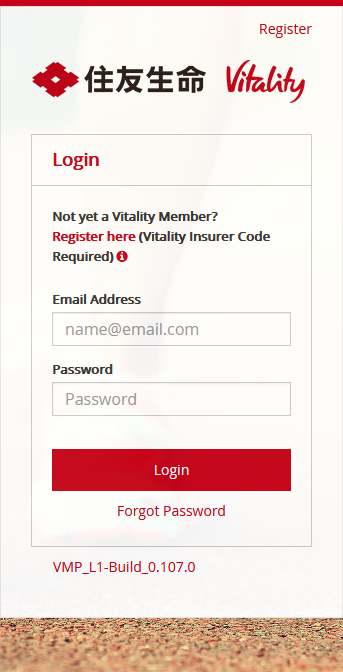 Register
住友生命 Vitality
Login
Not yet a Vitality Member?
Register here (Vitality Insurer Code
Required)
Email Address
name@email.com
Password
Password
Login
Forgot Password
VMP_L1-Build_0.107.0